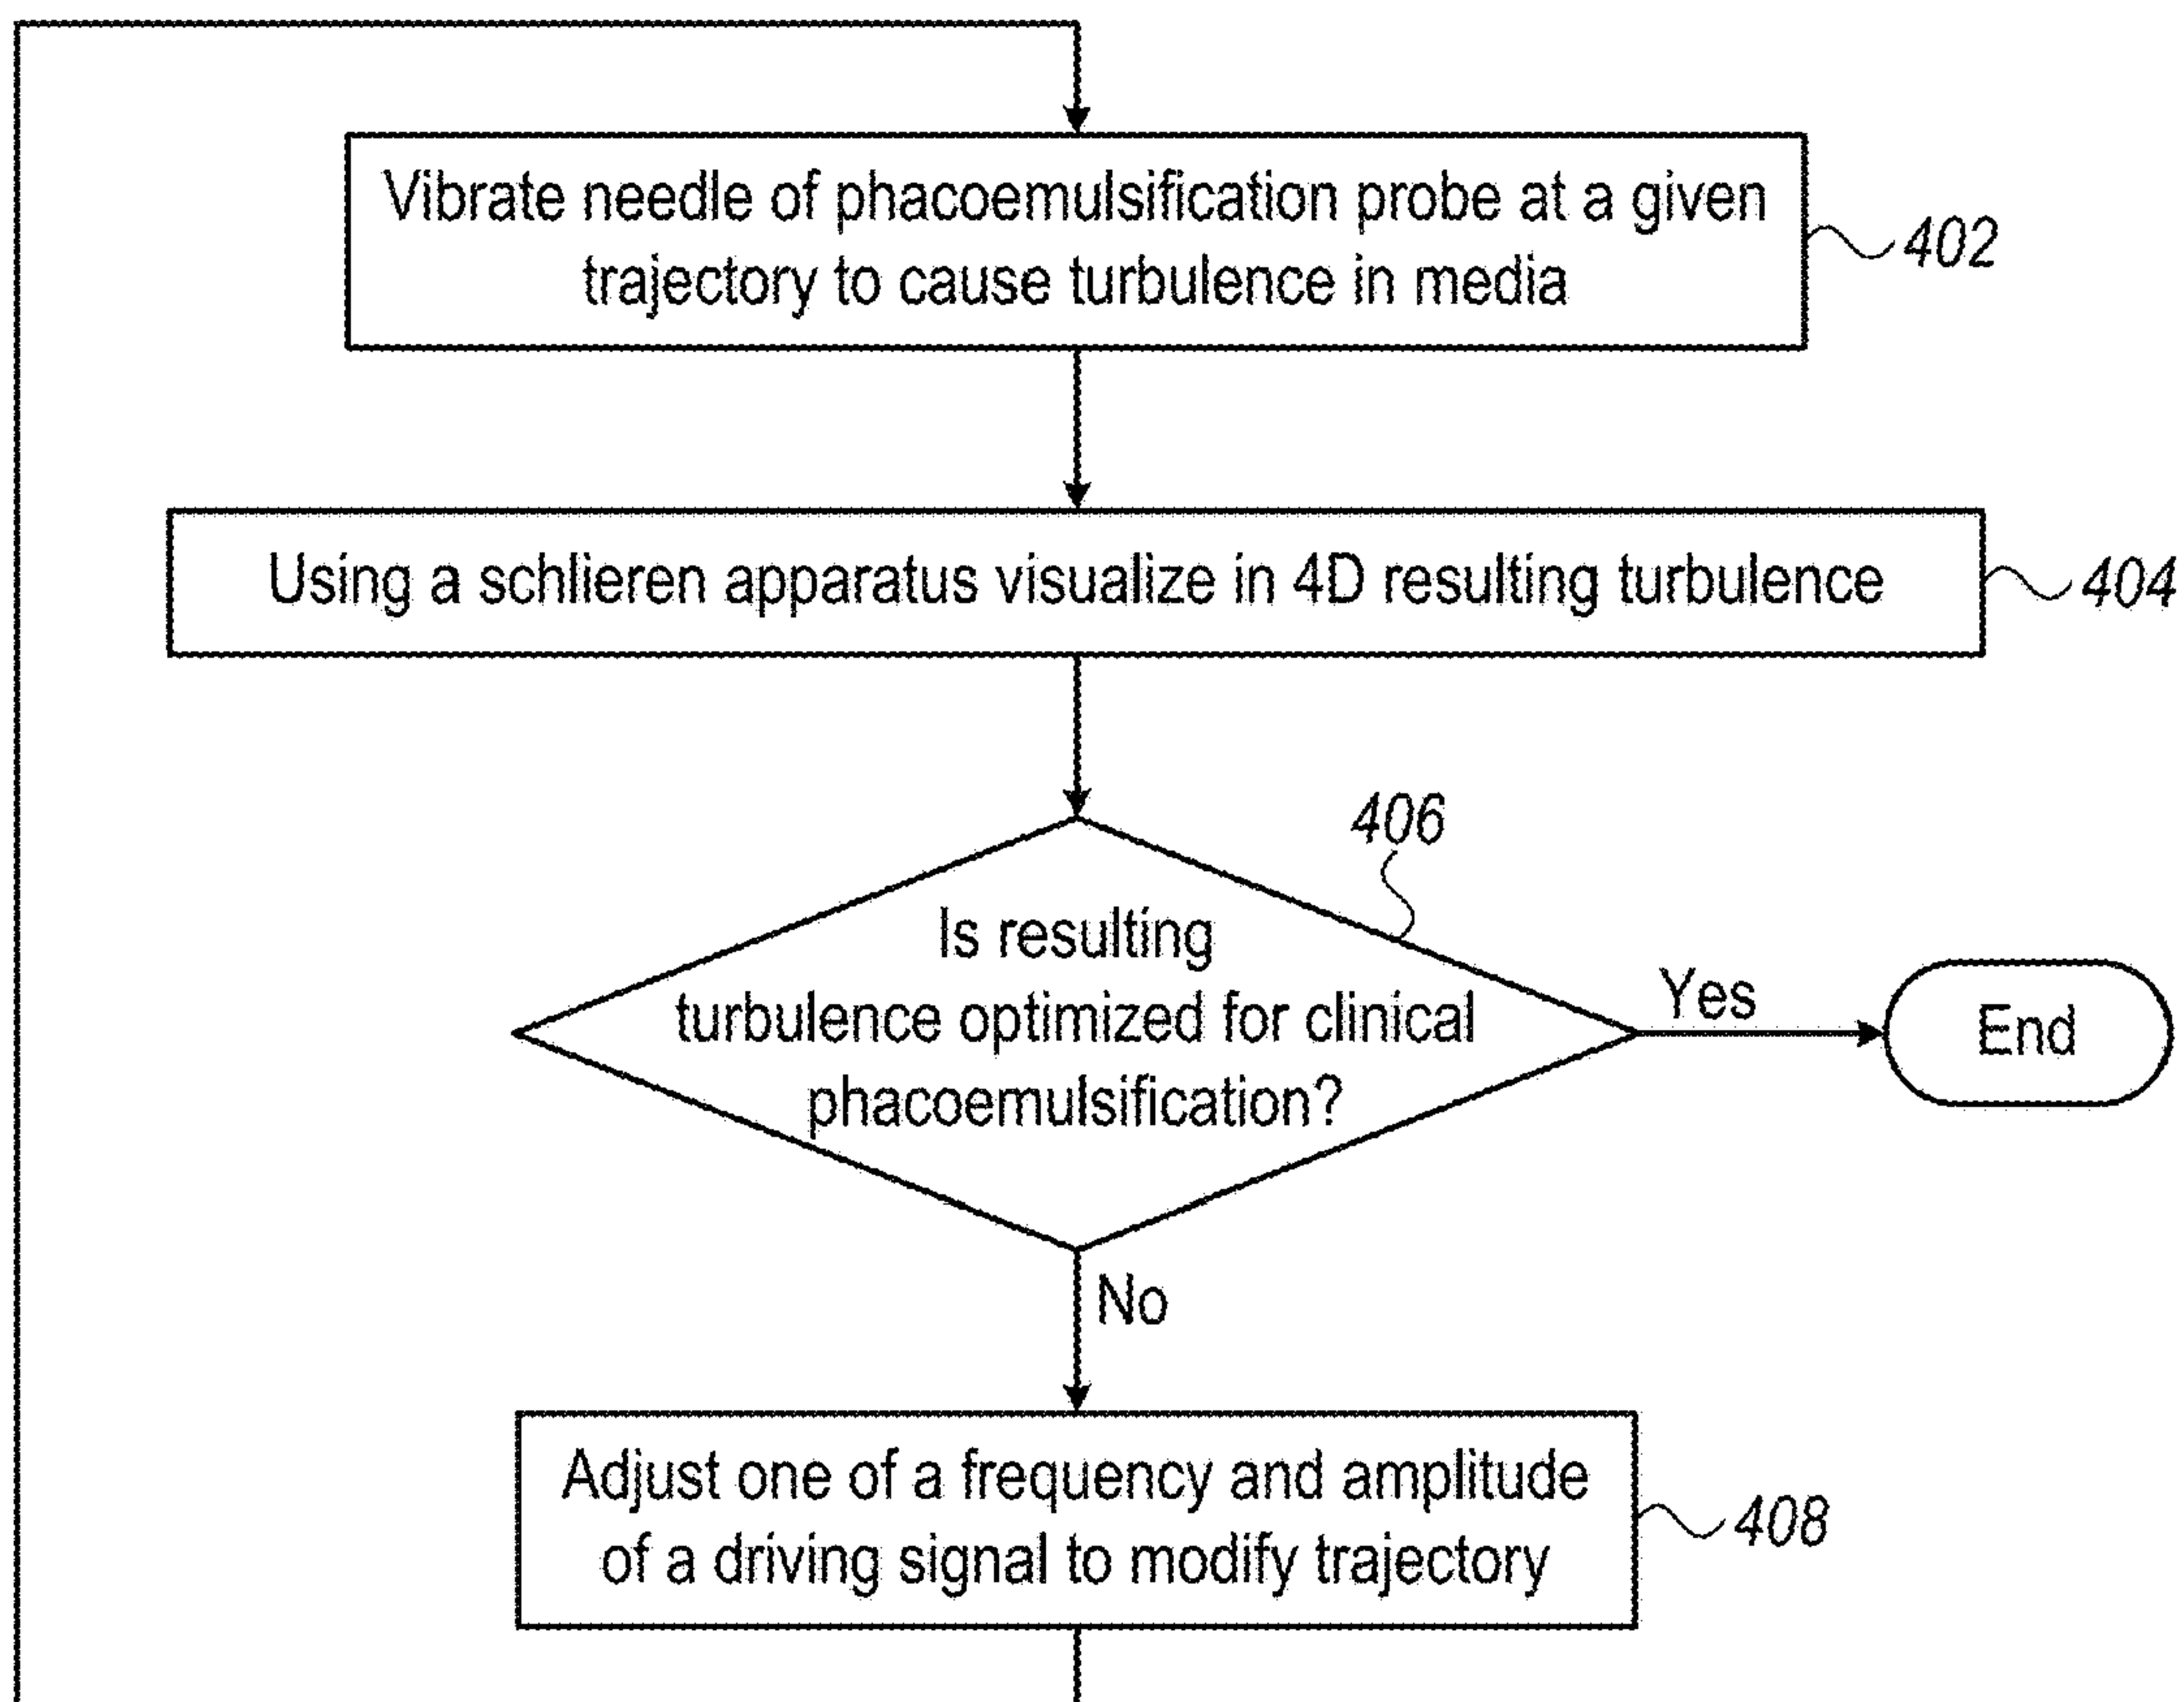 Vibrate needle of phacoemulsification probe at a given
trajectory to cause turbulence in media
402
Using a schlieren apparatus visualize in 4D resulting turbulence
404
406
Is resulting
turbulence optimized for clinical
phacoemulsification?
Yes
End
No
Adjust one of a frequency and amplitude
of a driving signal to modify trajectory
408